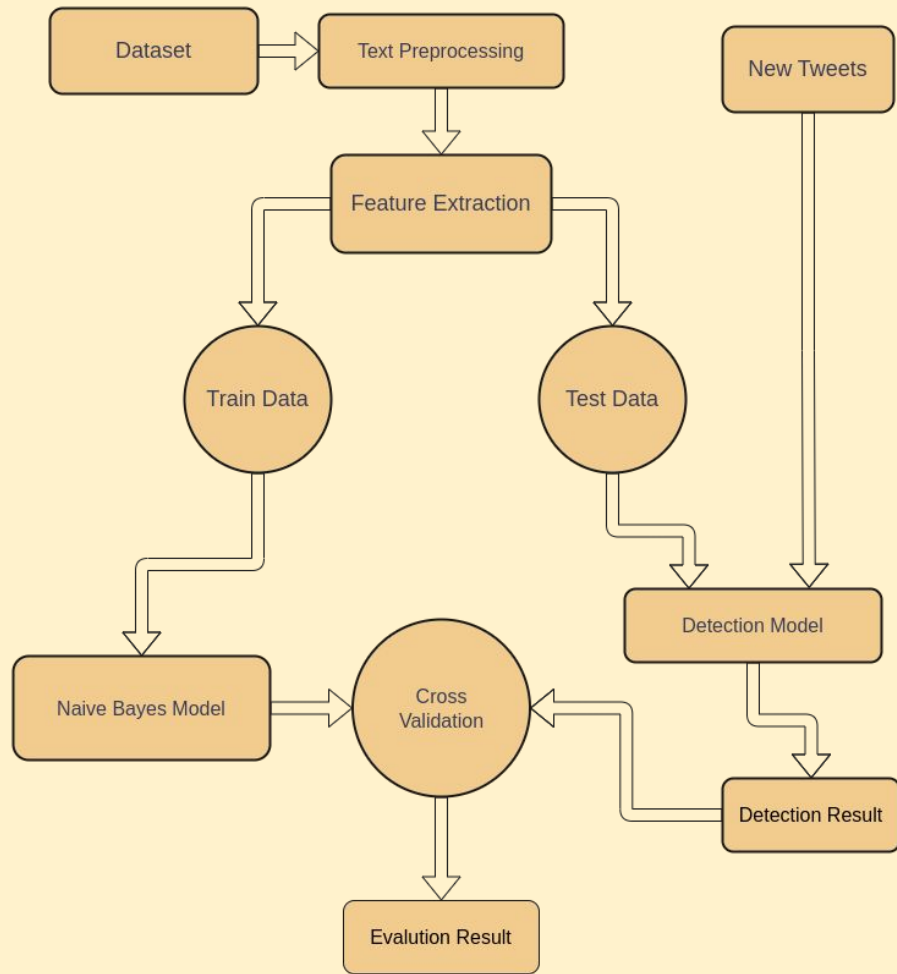 Dataset
Text Preprocessing
New Tweets
Feature Extraction
Train Data
Test Data
Detection Model
Naive Bayes Model
Cross
Validation
Detection Result
Evalution Result